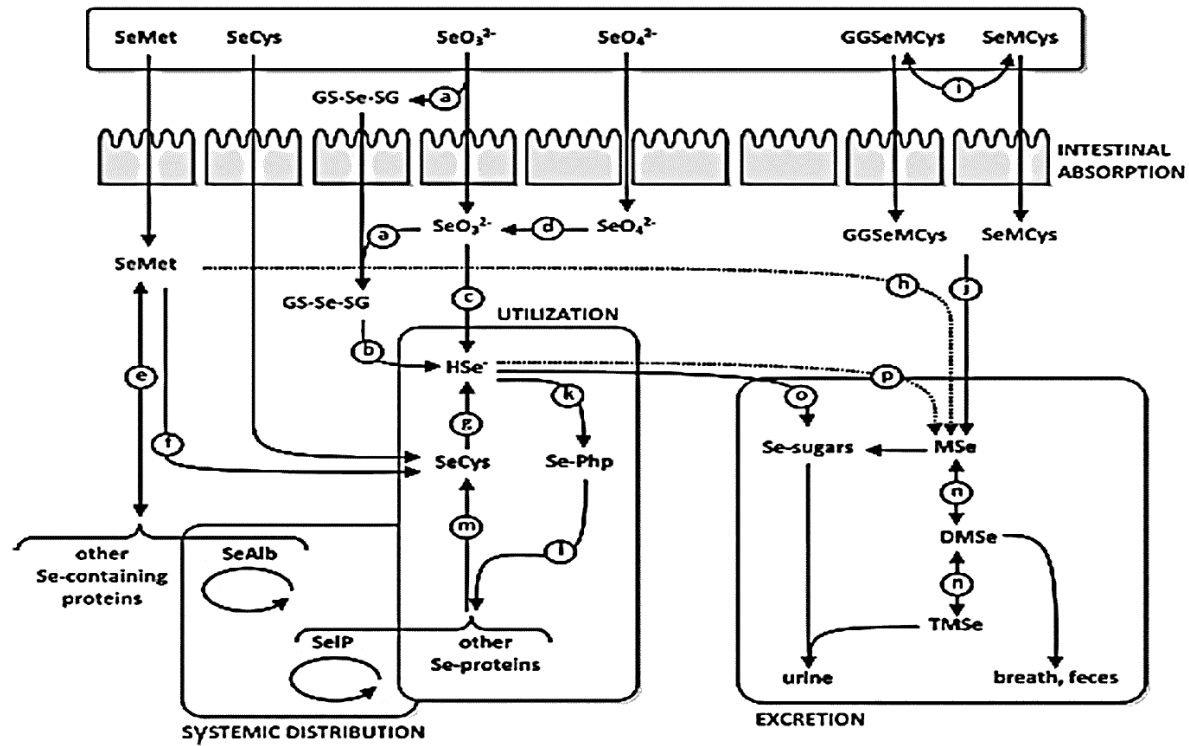 SeMet SeCys SeO₃²⁻ SeO₄²⁻ GGSeMCys SeMCys
i
GS-Se-SG a
INTESTINAL
ABSORPTION
SeO₃²⁻ d SeO₄²⁻ GGSeMCys SeMCys
a
SeMet
h j
GS-Se-SG c
UTILIZATION
b
HSe⁻
e p
k o
g
f
SeCys Se-Php Se-sugars MSe
n
m
DMSe
l
other SeAlb
Se-containing
proteins
n
TMSe
SelP other
Se-proteins
urine breath, feces
EXCRETION
SYSTEMIC DISTRIBUTION